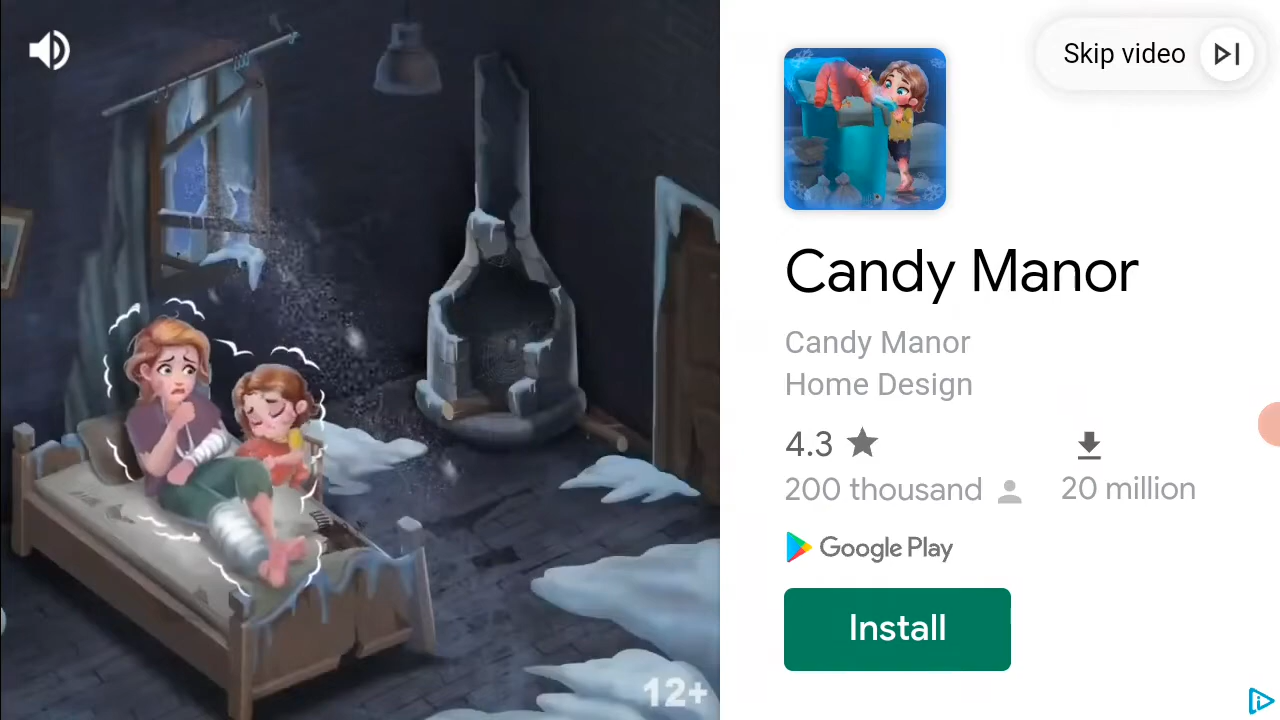 Skip video
Candy Manor
Candy Manor
Home Design
4.3
200 thousand
20 million
Google Play
Install
12+